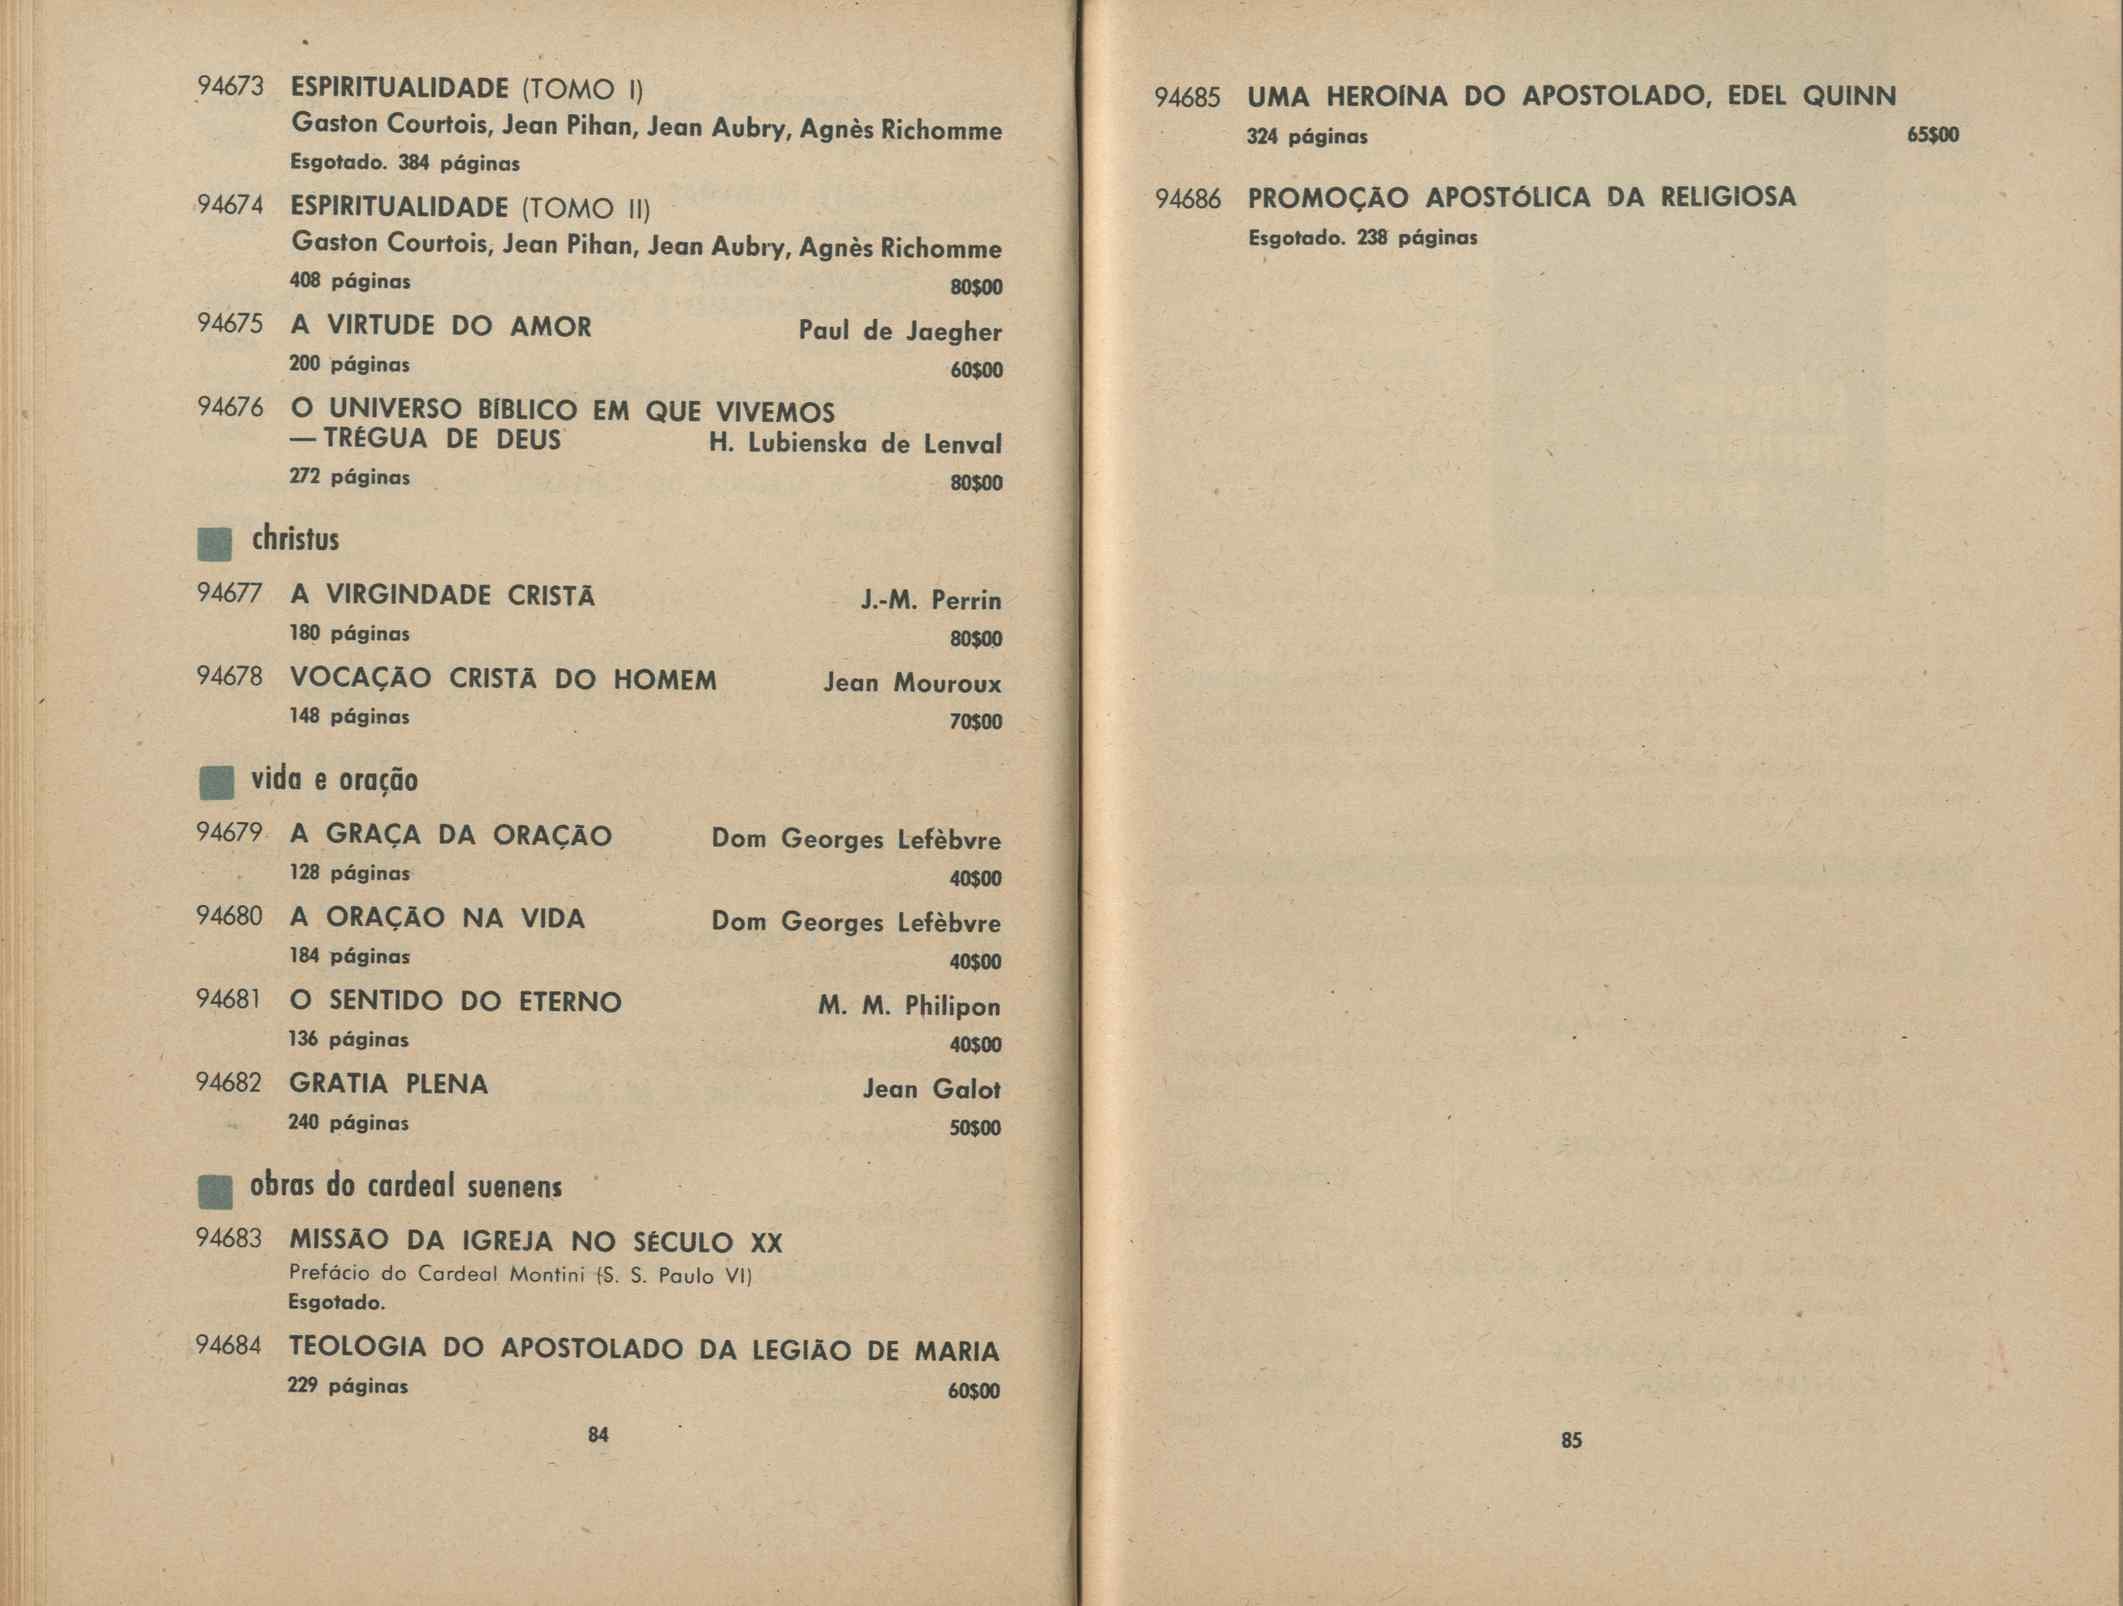 94673 ESPIRITUALIDADE (TOMO I)
Gaston Courtois, Jean Pihan, Jean Aubry, Agnès Richomme
Esgotado. 384 páginas
94674 ESPIRITUALIDADE (TOMO II)
Gaston Courtois, Jean Pihan, Jean Aubry, Agnès Richomme
408 páginas 80$00
94675 A VIRTUDE DO AMOR Paul de Jaegher
200 páginas 60$00
94676 O UNIVERSO BÍBLICO EM QUE VIVEMOS
— TRÉGUA DE DEUS H. Lubienska de Lenval
272 páginas 80$00
christus
94677 A VIRGINDADE CRISTÃ J.-M. Perrin
180 páginas 80$00
94678 VOCAÇÃO CRISTÃ DO HOMEM Jean Mouroux
148 páginas 70$00
vida e oração
94679 A GRAÇA DA ORAÇÃO Dom Georges Lefèbvre
128 páginas 40$00
94680 A ORAÇÃO NA VIDA Dom Georges Lefèbvre
184 páginas 40$00
94681 O SENTIDO DO ETERNO M. M. Philipon
136 páginas 40$00
94682 GRATIA PLENA Jean Galot
240 páginas 50$00
obras do cardeal suenens
94683 MISSÃO DA IGREJA NO SÉCULO XX
Prefácio do Cardeal Montini (S. S. Paulo VI)
Esgotado.
94684 TEOLOGIA DO APOSTOLADO DA LEGIÃO DE MARIA
229 páginas 60$00
84
94685 UMA HEROÍNA DO APOSTOLADO, EDEL QUINN
324 páginas 65$00
94686 PROMOÇÃO APOSTÓLICA DA RELIGIOSA
Esgotado. 238 páginas
85